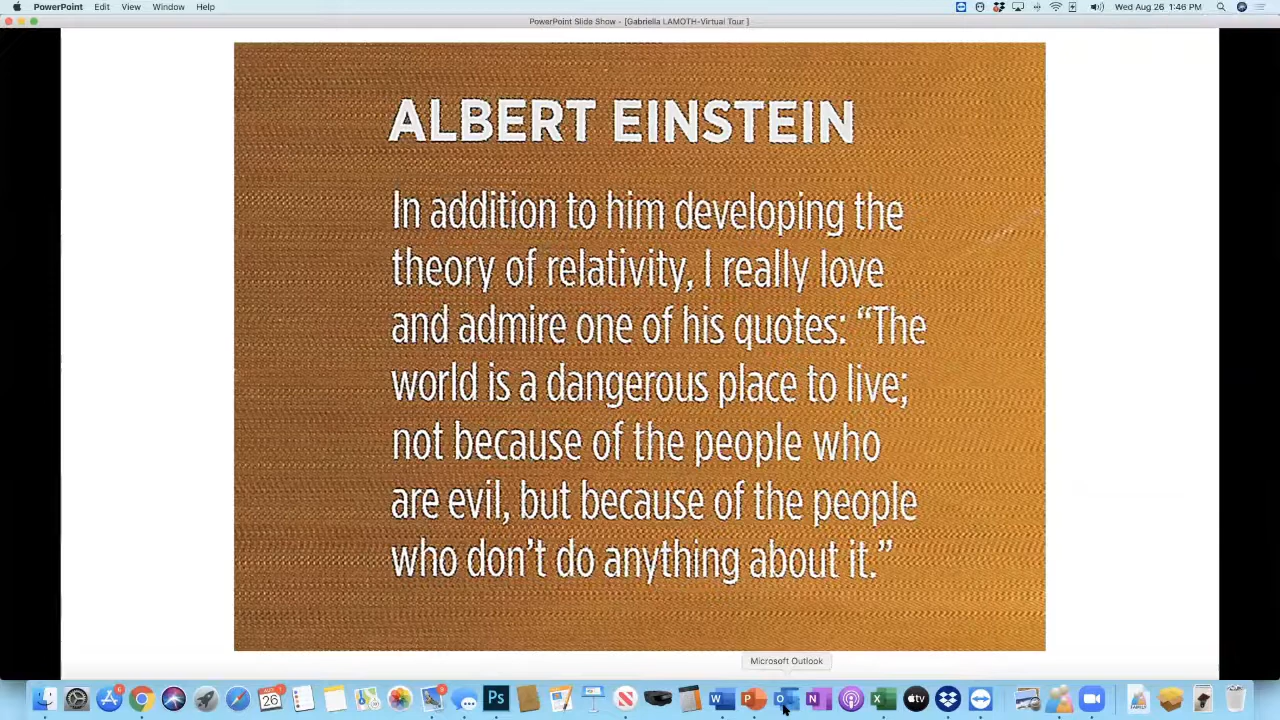 PowerPoint Edit View Window Help Wed Aug 26 1:46 PM
PowerPoint Slide Show - [Gabriella LAMOTH-Virtual Tour ]
ALBERT EINSTEIN
In addition to him developing the
theory of relativity, I really love
and admire one of his quotes: “The
world is a dangerous place to live;
not because of the people who
are evil, but because of the people
who don’t do anything about it.”
Microsoft Outlook